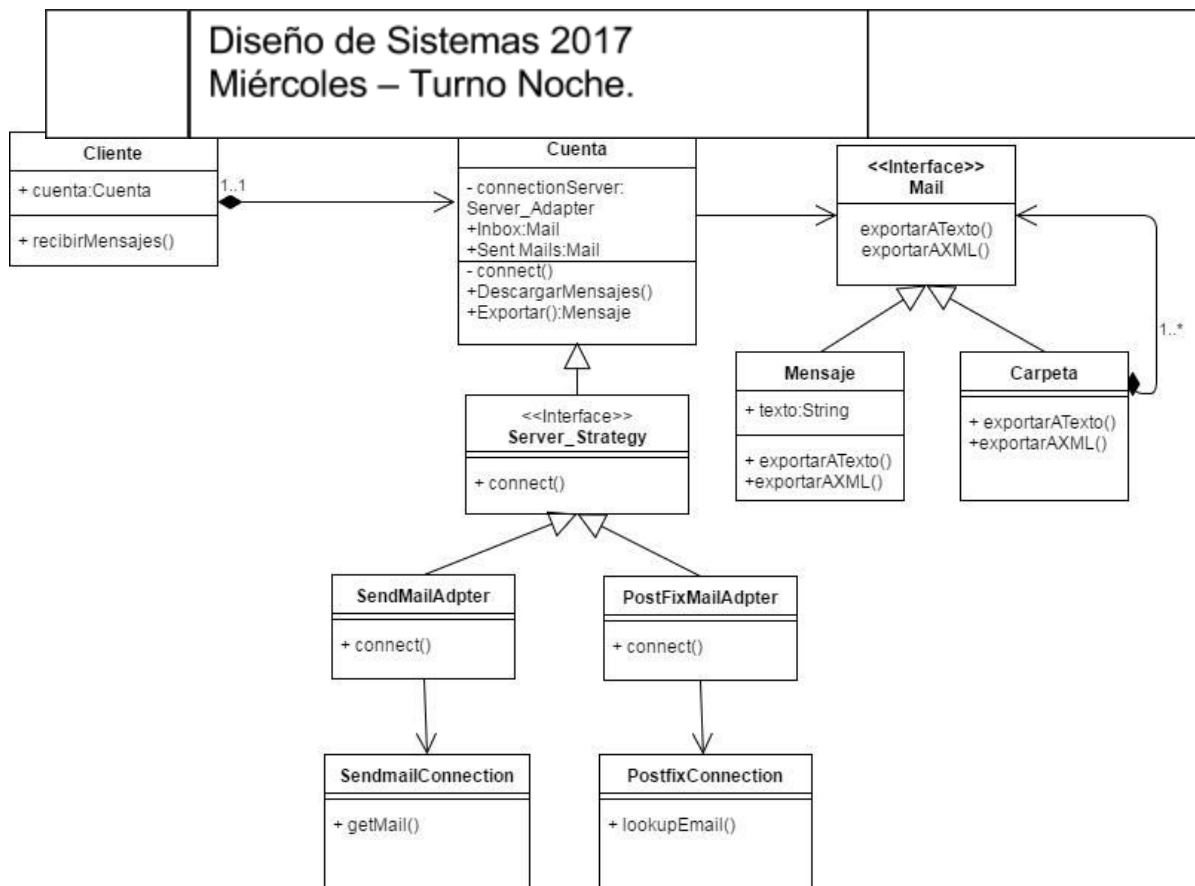 Diseño de Sistemas 2017
Miércoles – Turno Noche.
Cliente
+ cuenta:Cuenta
+ recibirMensajes()
1..1
Cuenta
- connectionServer:
Server_Adapter
+Inbox:Mail
+Sent Mails:Mail
- connect()
+DescargarMensajes()
+Exportar():Mensaje
<<Interface>>
Mail
exportarATexto()
exportarAXML()
1..*
Mensaje
+ texto:String
+ exportarATexto()
+exportarAXML()
Carpeta
+ exportarATexto()
+exportarAXML()
<<Interface>>
Server_Strategy
+ connect()
SendMailAdpter
+ connect()
PostFixMailAdpter
+ connect()
SendmailConnection
+ getMail()
PostfixConnection
+ lookupEmail()